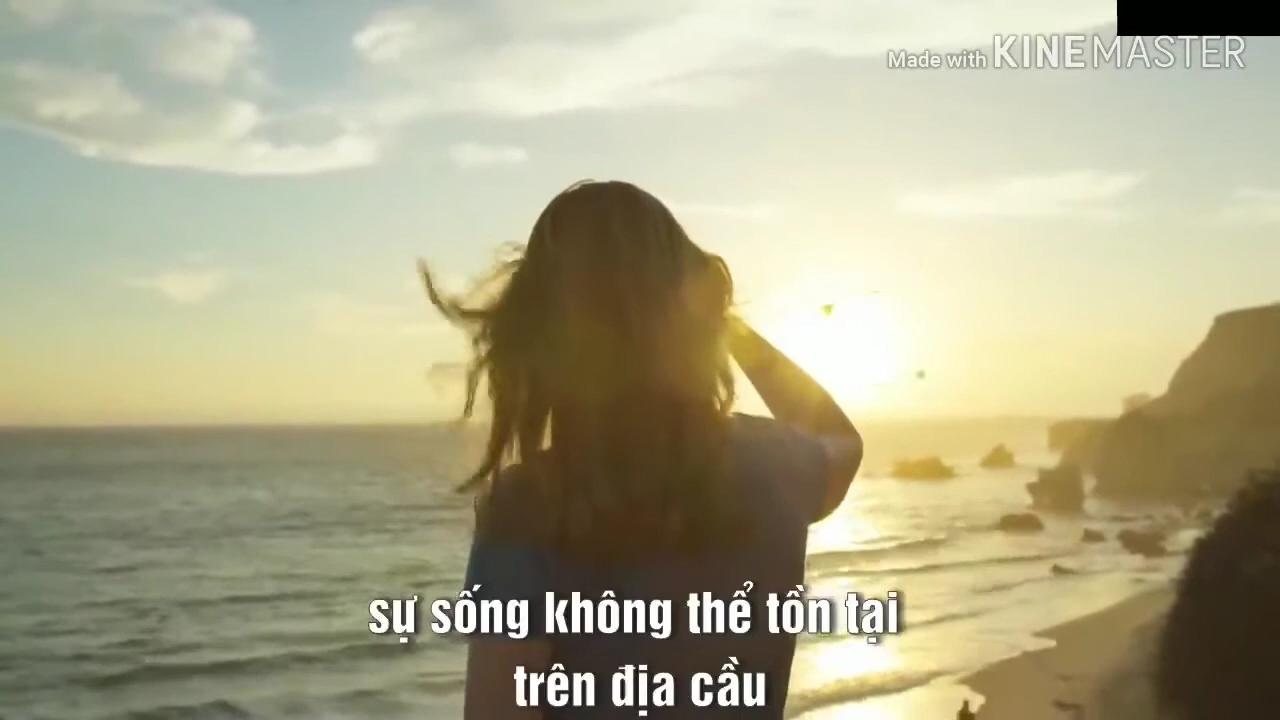 Made with KINEMASTER
sự sống không thể tồn tại
trên địa cầu